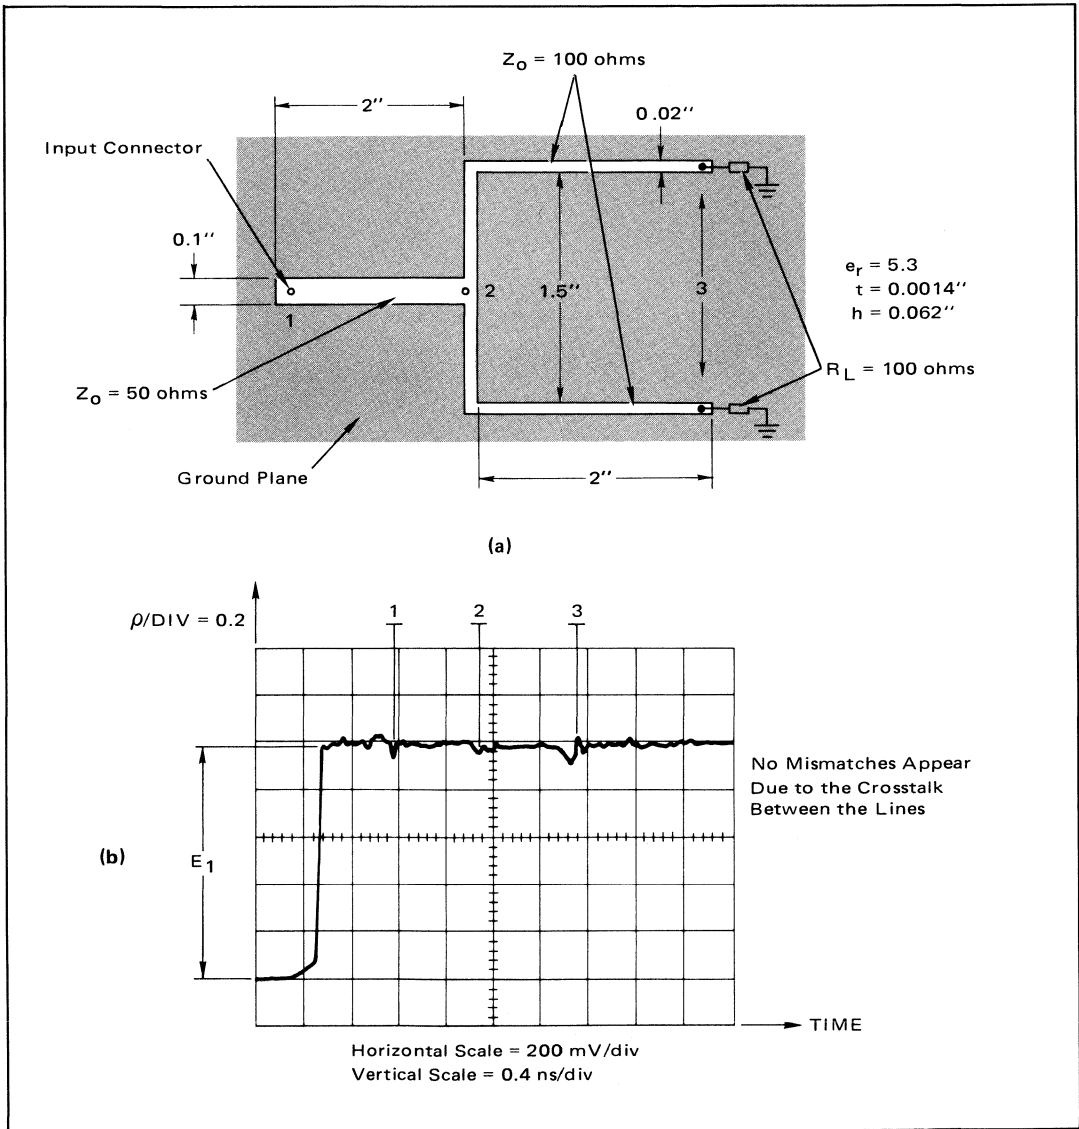 Zo = 100 ohms
2"
0.02"
Input Connector
0.1"
er = 5.3
t = 0.0014"
h = 0.062"
1
2
1.5"
3
Zo = 50 ohms
RL = 100 ohms
Ground Plane
2"
(a)
ρ/DIV = 0.2
1
2
3
No Mismatches Appear
Due to the Crosstalk
Between the Lines
(b)
E1
TIME
Horizontal Scale = 200 mV/div
Vertical Scale = 0.4 ns/div